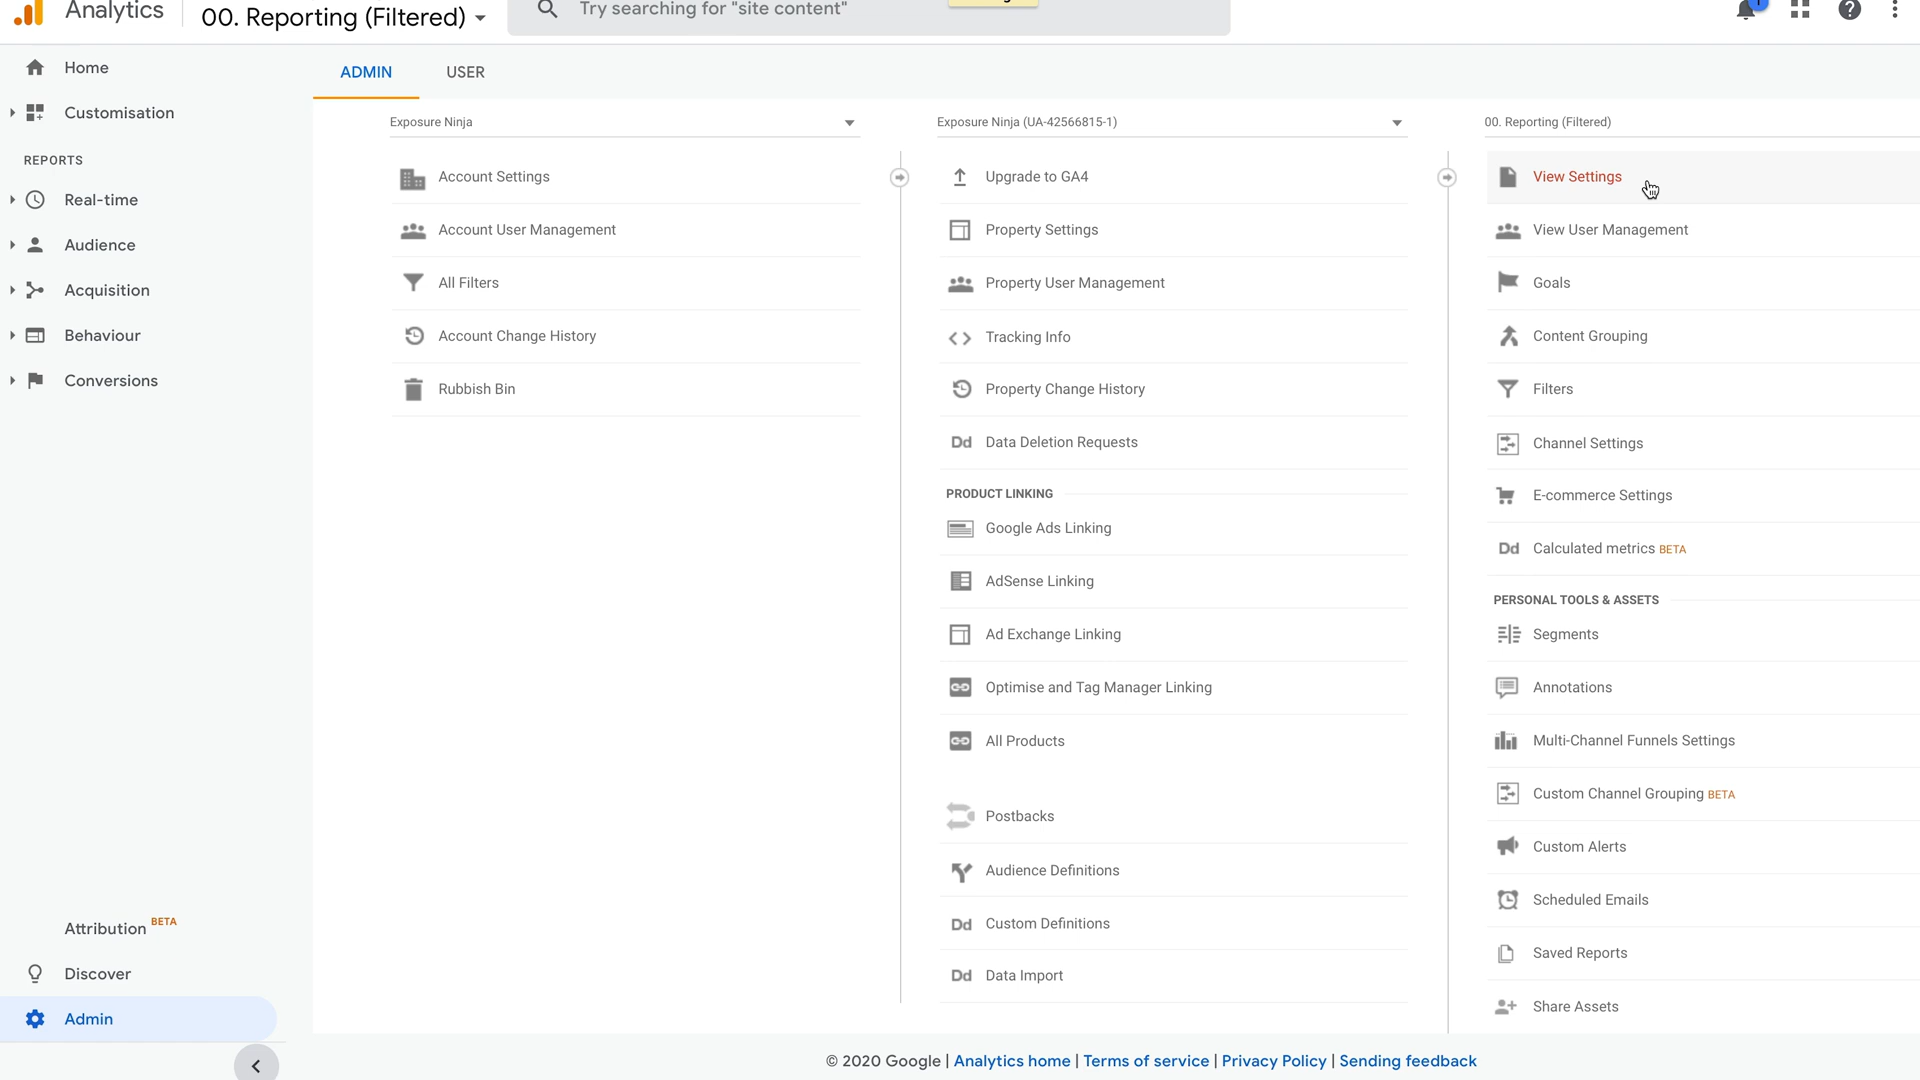 Analytics
00. Reporting (Filtered)
Try searching for "site content"
1
Home
Customisation
REPORTS
Real-time
Audience
Acquisition
Behaviour
Conversions
Attribution BETA
Discover
Admin
ADMIN
USER
Exposure Ninja
Account Settings
Account User Management
All Filters
Account Change History
Rubbish Bin
Exposure Ninja (UA-42566815-1)
Upgrade to GA4
Property Settings
Property User Management
Tracking Info
Property Change History
Dd Data Deletion Requests
PRODUCT LINKING
Google Ads Linking
AdSense Linking
Ad Exchange Linking
Optimise and Tag Manager Linking
All Products
Postbacks
Audience Definitions
Dd Custom Definitions
Dd Data Import
00. Reporting (Filtered)
View Settings
View User Management
Goals
Content Grouping
Filters
Channel Settings
E-commerce Settings
Dd Calculated metrics BETA
PERSONAL TOOLS & ASSETS
Segments
Annotations
Multi-Channel Funnels Settings
Custom Channel Grouping BETA
Custom Alerts
Scheduled Emails
Saved Reports
Share Assets
© 2020 Google | Analytics home | Terms of service | Privacy Policy | Sending feedback